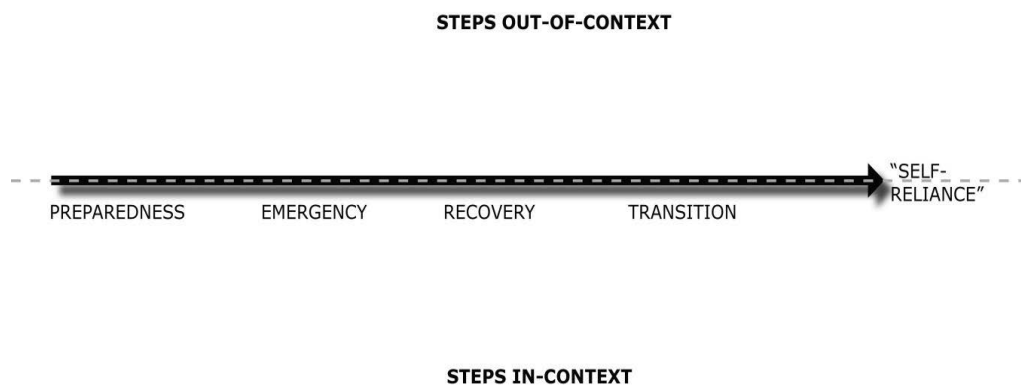 STEPS OUT-OF-CONTEXT
“SELF-
RELIANCE”
PREPAREDNESS EMERGENCY RECOVERY TRANSITION
STEPS IN-CONTEXT